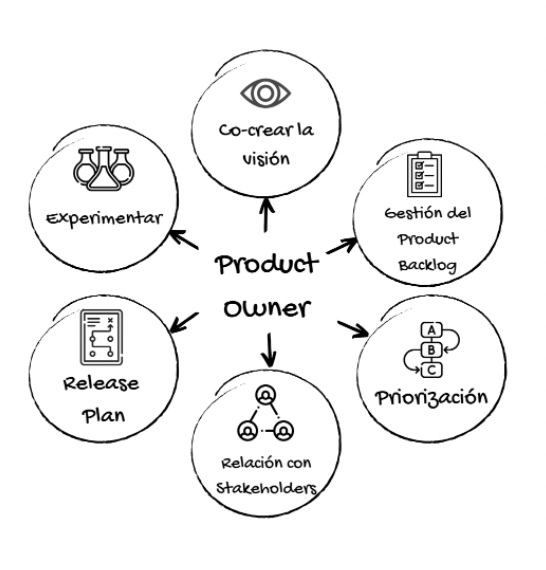 Co-crear la
visión
Experimentar
Gestión del
Product
Backlog
Product
Owner
Release
Plan
A
B
C
Priorización
Relación con
Stakeholders